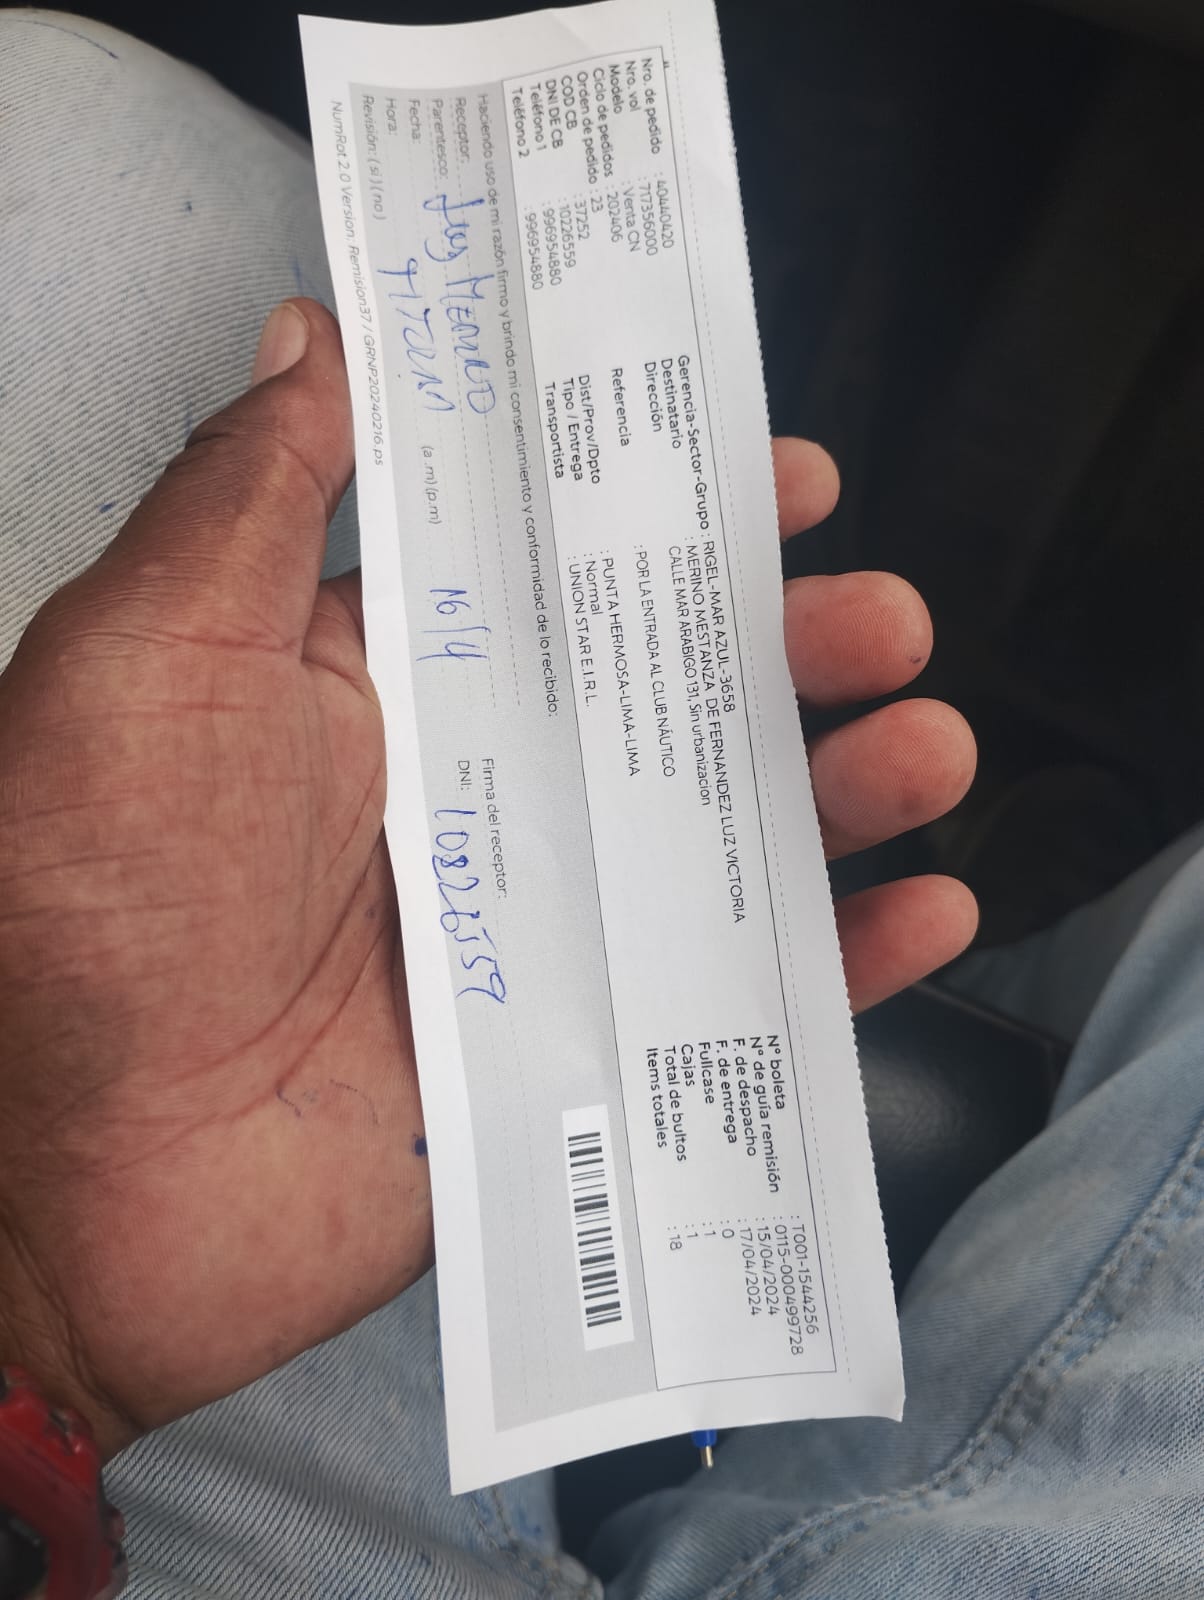 Nro. de pedido : 40440420
Nro. vol : 717356000
Modelo : Venta CN
Ciclo de pedidos : 202406
Orden de pedido : 23
COD CB : 37252
DNI DE CB : 10226559
Teléfono 1 : 996954880
Teléfono 2 : 996954880
Gerencia-Sector-Grupo : RIGEL-MAR AZUL-3658
Destinatario : MERINO MESTANZA DE FERNANDEZ LUZ VICTORIA
Dirección CALLE MAR ARABIGO 131, Sin urbanizacion
Referencia : POR LA ENTRADA AL CLUB NÁUTICO
Dist/Prov/Dpto : PUNTA HERMOSA-LIMA-LIMA
Tipo / Entrega : Normal
Transportista : UNION STAR E.I.R.L.
N° boleta : T001-1544256
N° de guía remisión : 0115-000499728
F. de despacho : 15/04/2024
F. de entrega : 17/04/2024
Fullcase : 0
Cajas : 1
Total de bultos : 1
Items totales : 18
Haciendo uso de mi razón firmo y brindo mi consentimiento y conformidad de lo recibido:
Receptor:
Parentesco:
Fecha: 16/4
Hora: (a.m)(p.m)
Revisión: (si)(no)
Firma del receptor:
DNI: 10826559
NumRot 2.0 Version: Remision37 / GRNP20240216.ps